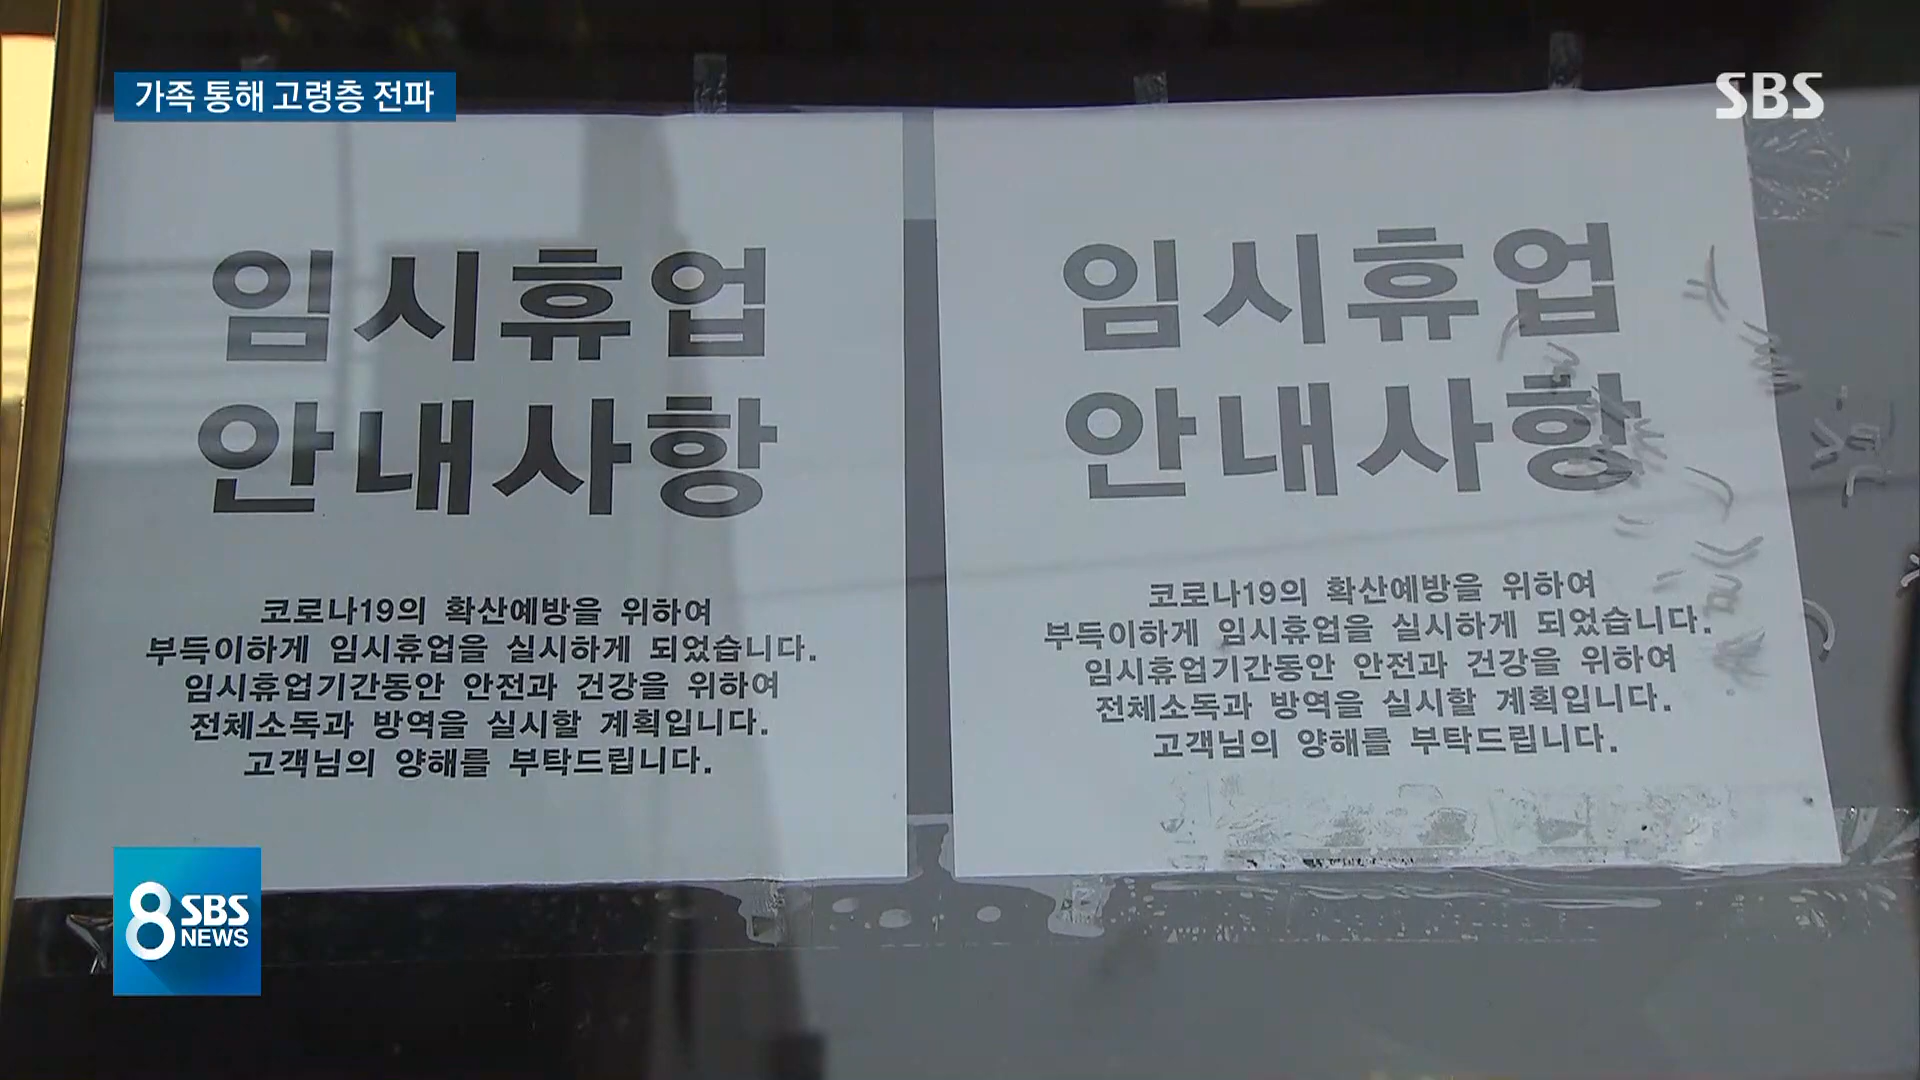 가족 통해 고령층 전파
SBS
임시휴업
안내사항
코로나19의 확산예방을 위하여
부득이하게 임시휴업을 실시하게 되었습니다.
임시휴업기간동안 안전과 건강을 위하여
전체소독과 방역을 실시할 계획입니다.
고객님의 양해를 부탁드립니다.
임시휴업
안내사항
코로나19의 확산예방을 위하여
부득이하게 임시휴업을 실시하게 되었습니다.
임시휴업기간동안 안전과 건강을 위하여
전체소독과 방역을 실시할 계획입니다.
고객님의 양해를 부탁드립니다.
8 SBS
NEWS